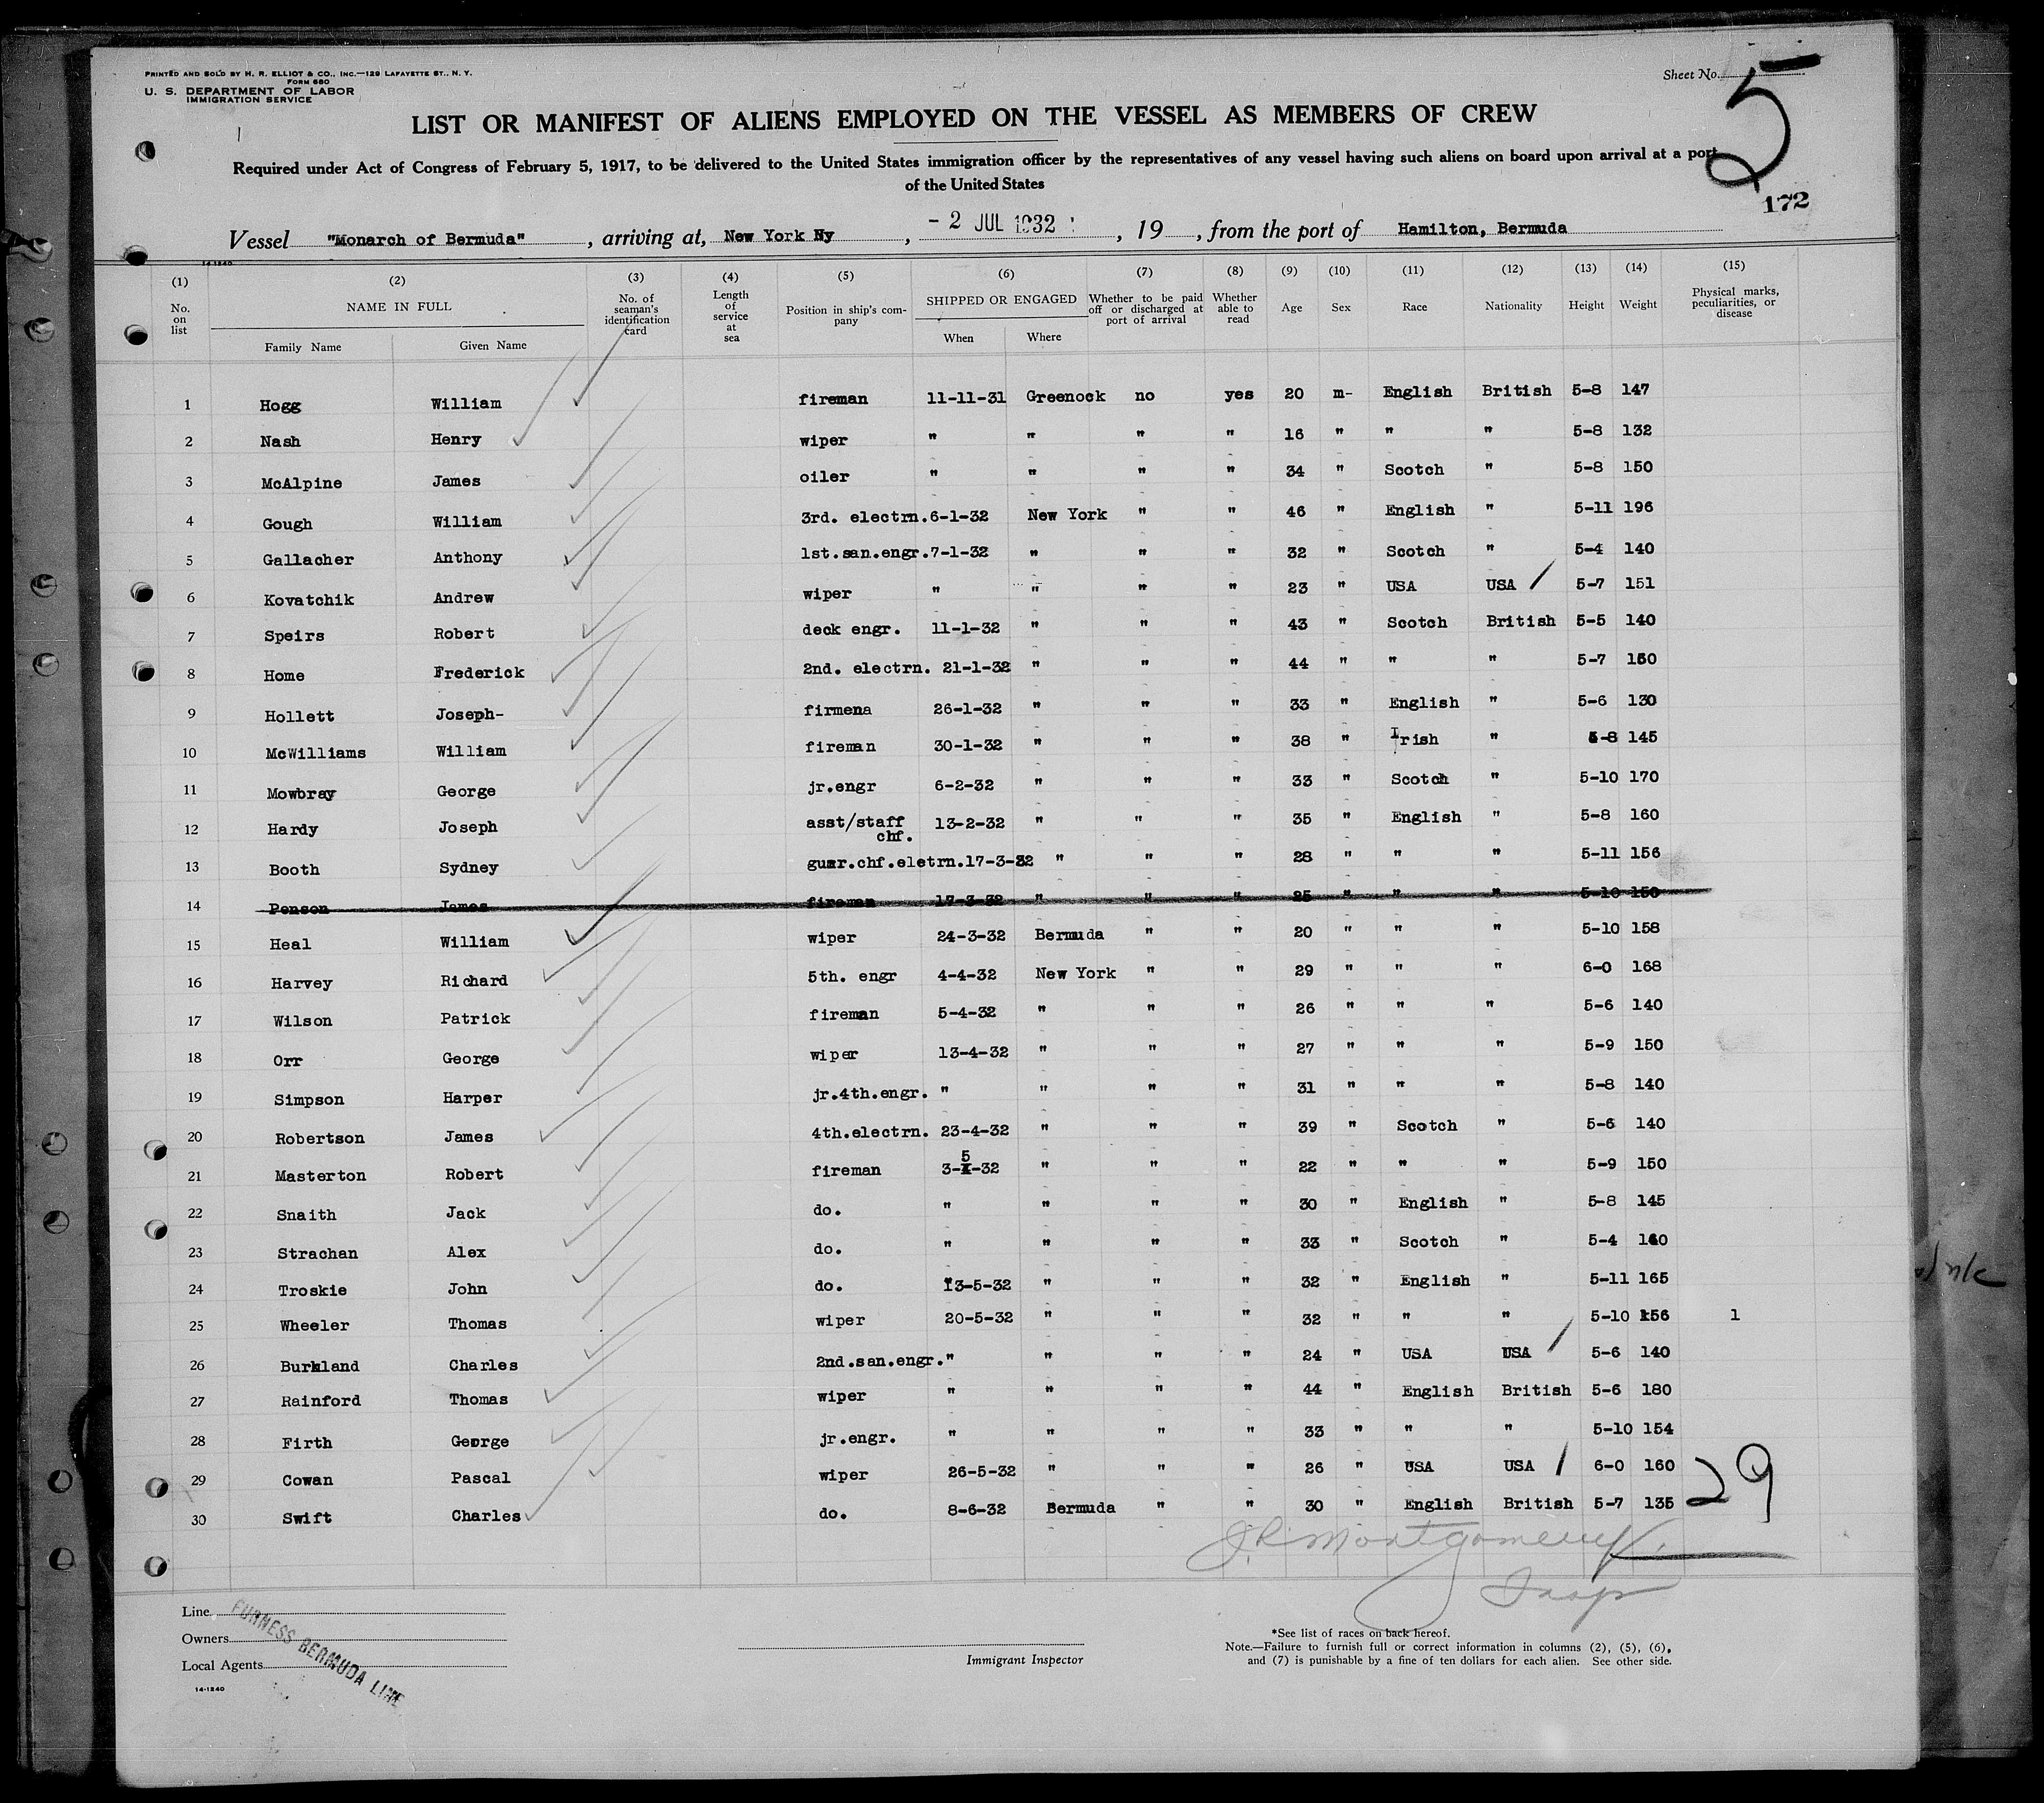 PRINTED AND SOLD BY H. R. ELLIOT & CO., INC.—129 LAFAYETTE ST., N. Y.
FORM 680
U. S. DEPARTMENT OF LABOR
IMMIGRATION SERVICE
Sheet No.
5
LIST OR MANIFEST OF ALIENS EMPLOYED ON THE VESSEL AS MEMBERS OF CREW
Required under Act of Congress of February 5, 1917, to be delivered to the United States immigration officer by the representatives of any vessel having such aliens on board upon arrival at a port
of the United States
172
Vessel "Monarch of Bermuda", arriving at, New York Ny, - 2 JUL 1932, 19, from the port of Hamilton, Bermuda
14-1240
(1) (2) (3) (4) (5) (6) (7) (8) (9) (10) (11) (12) (13) (14) (15)
No. on list NAME IN FULL No. of seaman's identification card Length of service at sea Position in ship's company SHIPPED OR ENGAGED Whether to be paid off or discharged at port of arrival Whether able to read Age Sex Race Nationality Height Weight Physical marks, peculiarities, or disease
Family Name Given Name When Where
1 Hogg William fireman 11-11-31 Greenock no yes 20 m- English British 5-8 147
2 Nash Henry wiper " " " " 16 " " " 5-8 132
3 McAlpine James oiler " " " " 34 " Scotch " 5-8 150
4 Gough William 3rd. electrn. 6-1-32 New York " " 46 " English " 5-11 196
5 Gallacher Anthony 1st.san.engr. 7-1-32 " " " 32 " Scotch " 5-4 140
6 Kovatchik Andrew wiper " " " " 23 " USA USA 5-7 151
7 Speirs Robert deck engr. 11-1-32 " " " 43 " Scotch British 5-5 140
8 Home Frederick 2nd. electrn. 21-1-32 " " " 44 " " " 5-7 150
9 Hollett Joseph- firmena 26-1-32 " " " 33 " English " 5-6 130
10 McWilliams William fireman 30-1-32 " " " 38 " Irish " 5-8 145
11 Mowbray George jr.engr 6-2-32 " " " 33 " Scotch " 5-10 170
12 Hardy Joseph asst/staff chf. 13-2-32 " " " 35 " English " 5-8 160
13 Booth Sydney guar.chf.eletrn. 17-3-32 " " " 28 " " " 5-11 156
14 Penson James fireman 17-3-32 " " " 25 " " " 5-10 150
15 Heal William wiper 24-3-32 Bermuda " " 20 " " " 5-10 158
16 Harvey Richard 5th. engr 4-4-32 New York " " 29 " " " 6-0 168
17 Wilson Patrick fireman 5-4-32 " " " 26 " " " 5-6 140
18 Orr George wiper 13-4-32 " " " 27 " " " 5-9 150
19 Simpson Harper jr.4th.engr. " " " " 31 " " " 5-8 140
20 Robertson James 4th.electrn. 23-4-32 " " " 39 " Scotch " 5-6 140
21 Masterton Robert fireman 3-5-32 " " " 22 " " " 5-9 150
22 Snaith Jack do. " " " " 30 " English " 5-8 145
23 Strachan Alex do. " " " " 33 " Scotch " 5-4 140
24 Troskie John do. 13-5-32 " " " 32 " English " 5-11 165
25 Wheeler Thomas wiper 20-5-32 " " " 32 " " " 5-10 156 1
26 Burkland Charles 2nd.san.engr. " " " " 24 " USA USA 5-6 140
27 Rainford Thomas wiper " " " " 44 " English British 5-6 180
28 Firth George jr.engr. " " " " 33 " " " 5-10 154
29 Cowan Pascal wiper 26-5-32 " " " 26 " USA USA 6-0 160
30 Swift Charles do. 8-6-32 Bermuda " " 30 " English British 5-7 135
29
J.R. Montgomery
Insp
Line
Owners
Local Agents
FURNESS BERMUDA LINE
14-1240
Immigrant Inspector
*See list of races on back hereof.
Note.—Failure to furnish full or correct information in columns (2), (5), (6),
and (7) is punishable by a fine of ten dollars for each alien. See other side.